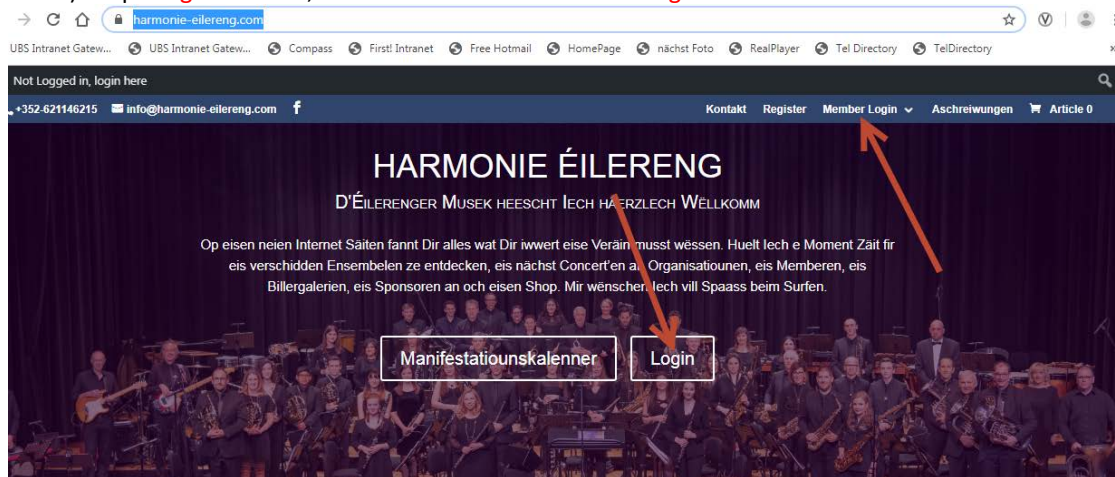 harmonie-eilereng.com
UBS Intranet Gatew... UBS Intranet Gatew... Compass First! Intranet Free Hotmail HomePage nächst Foto RealPlayer Tel Directory TelDirectory
Not Logged in, login here
+352-621146215 info@harmonie-eilereng.com f Kontakt Register Member Login Aschreiwungen Article 0
HARMONIE ÉILERENG
D'Éilerenger Musek heescht Iech häerzlech Wëllkomm
Op eisen neien Internet Säiten fannt Dir alles wat Dir iwwert eise Veräin musst wëssen. Huelt Iech e Moment Zäit fir
eis verschidden Ensembelen ze entdecken, eis nächst Concert'en an Organisatiounen, eis Memberen, eis
Billergalerien, eis Sponsoren an och eisen Shop. Mir wënschen Iech vill Spaass beim Surfen.
Manifestatiounskalenner Login